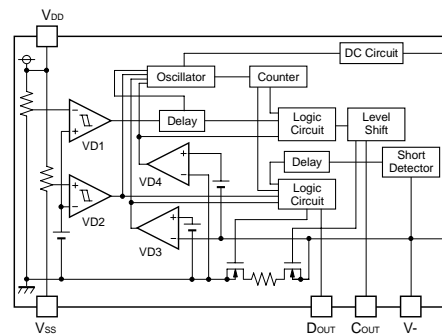 VDD
DC Circuit
Oscillator
Counter
VD1
Delay
Logic
Circuit
Level
Shift
VD4
Delay
Short
Detector
VD2
Logic
Circuit
VD3
VSS
DOUT
COUT
V-